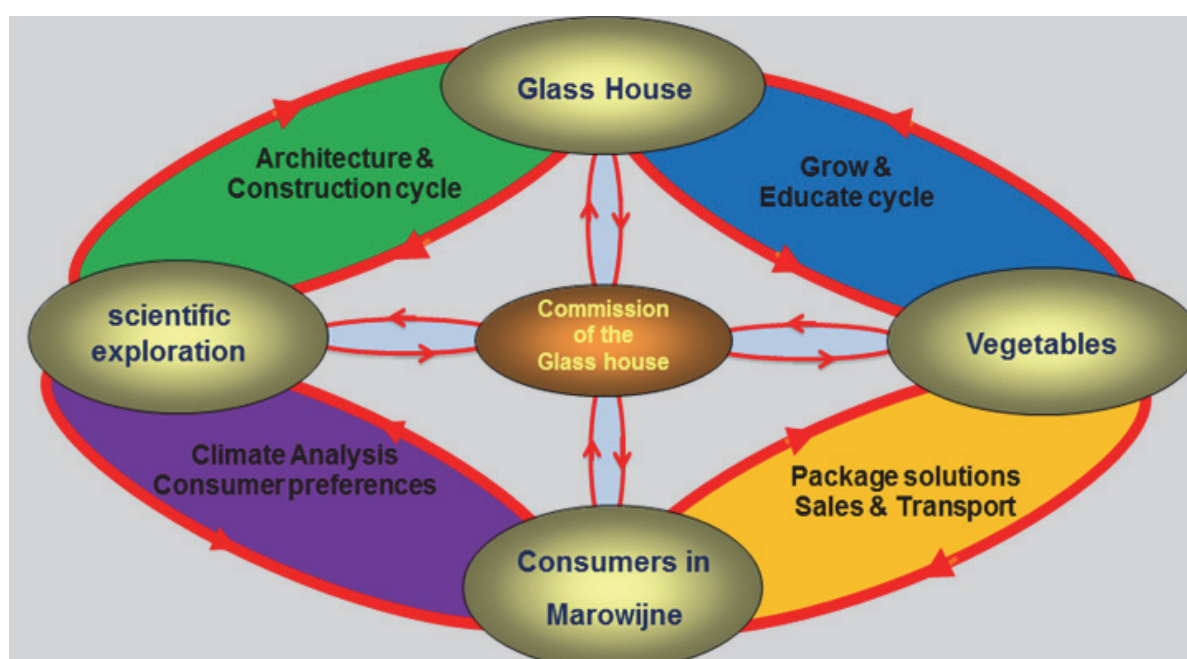 Glass House
Architecture &
Construction cycle
Grow &
Educate cycle
scientific
exploration
Commission
of the
Glass house
Vegetables
Climate Analysis
Consumer preferences
Package solutions
Sales & Transport
Consumers in
Marowijne